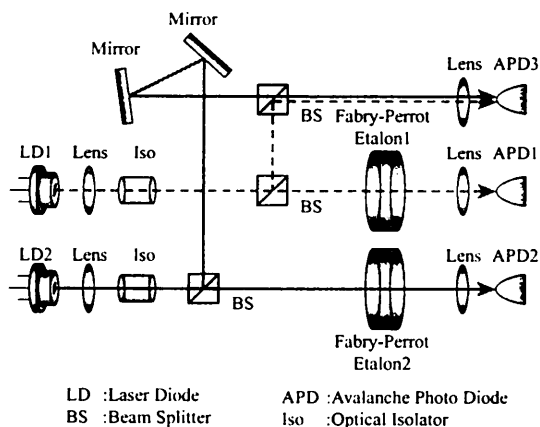 Mirror
Mirror
Lens APD3
BS
Fabry-Perrot
Etalon1
LD1 Lens Iso
Lens APD1
BS
LD2 Lens Iso
Lens APD2
BS
Fabry-Perrot
Etalon2
LD :Laser Diode
APD :Avalanche Photo Diode
BS :Beam Splitter
Iso :Optical Isolator